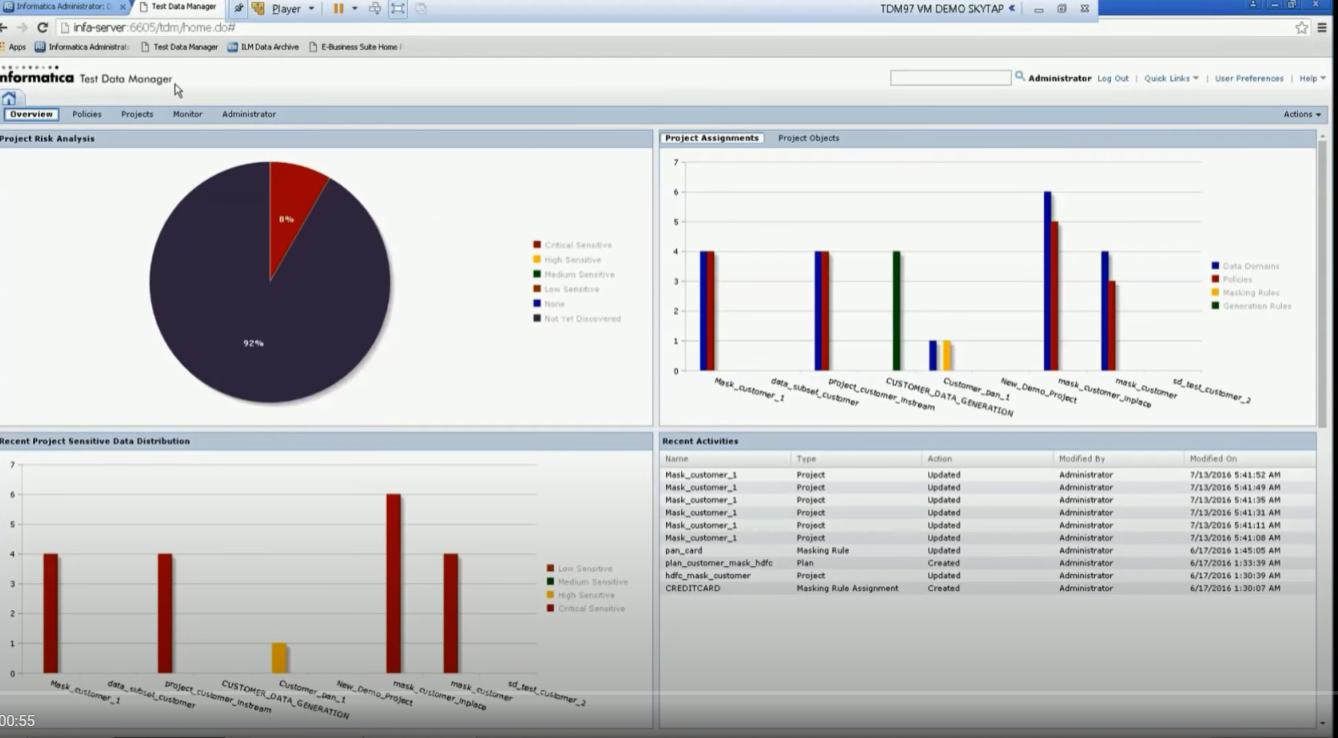 Informatica Administrator: D
Test Data Manager
Player
TDM97 VM DEMO SKYTAP
infa-server:6605/tdm/home.do#
Apps Informatica Administrat: Test Data Manager ILM Data Archive E-Business Suite Home
nformatica Test Data Manager
Administrator Log Out | Quick Links | User Preferences | Help
Overview Policies Projects Monitor Administrator Actions
Project Risk Analysis
8%
92%
Critical Sensitive
High Sensitive
Medium Sensitive
Low Sensitive
None
Not Yet Discovered
Project Assignments Project Objects
7
6
5
4
3
2
1
0
Mask_customer_1
data_subset_customer
project_customer_instream
CUSTOMER_DATA_GENERATION
Customer_pan_1
New_Demo_Project
mask_customer_inplace
mask_customer
sd_test_customer_2
Data Domains
Policies
Masking Rules
Generation Rules
Recent Project Sensitive Data Distribution
7
6
5
4
3
2
1
0
Mask_customer_1
data_subset_customer
project_customer_instream
CUSTOMER_DATA_GENERATION
Customer_pan_1
New_Demo_Project
mask_customer_inplace
mask_customer
sd_test_customer_2
Low Sensitive
Medium Sensitive
High Sensitive
Critical Sensitive
Recent Activities
Name Type Action Modified By Modified On
Mask_customer_1 Project Updated Administrator 7/13/2016 5:41:52 AM
Mask_customer_1 Project Updated Administrator 7/13/2016 5:41:49 AM
Mask_customer_1 Project Updated Administrator 7/13/2016 5:41:35 AM
Mask_customer_1 Project Updated Administrator 7/13/2016 5:41:31 AM
Mask_customer_1 Project Updated Administrator 7/13/2016 5:41:11 AM
Mask_customer_1 Project Updated Administrator 7/13/2016 5:41:08 AM
pan_card Masking Rule Updated Administrator 6/17/2016 1:45:05 AM
plan_customer_mask_hdfc Plan Created Administrator 6/17/2016 1:33:39 AM
hdfc_mask_customer Project Updated Administrator 6/17/2016 1:30:39 AM
CREDITCARD Masking Rule Assignment Created Administrator 6/17/2016 1:30:07 AM
00:55